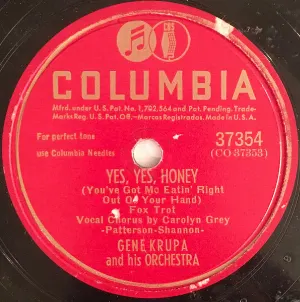 CBS
COLUMBIA
Mfrd. under U.S. Pat. No. 1,702,564 and Pat. Pending. Trade-
Mark Reg. U.S. Pat. Off.-Marcas Registradas. Made in U.S.A.
For perfect tone
use Columbia Needles
37354
(CO 37353)
YES, YES, HONEY
(You've Got Me Eatin' Right
Out Of Your Hand)
Fox Trot
Vocal Chorus by Carolyn Grey
-Patterson-Shannon-
GENE KRUPA
and his ORCHESTRA